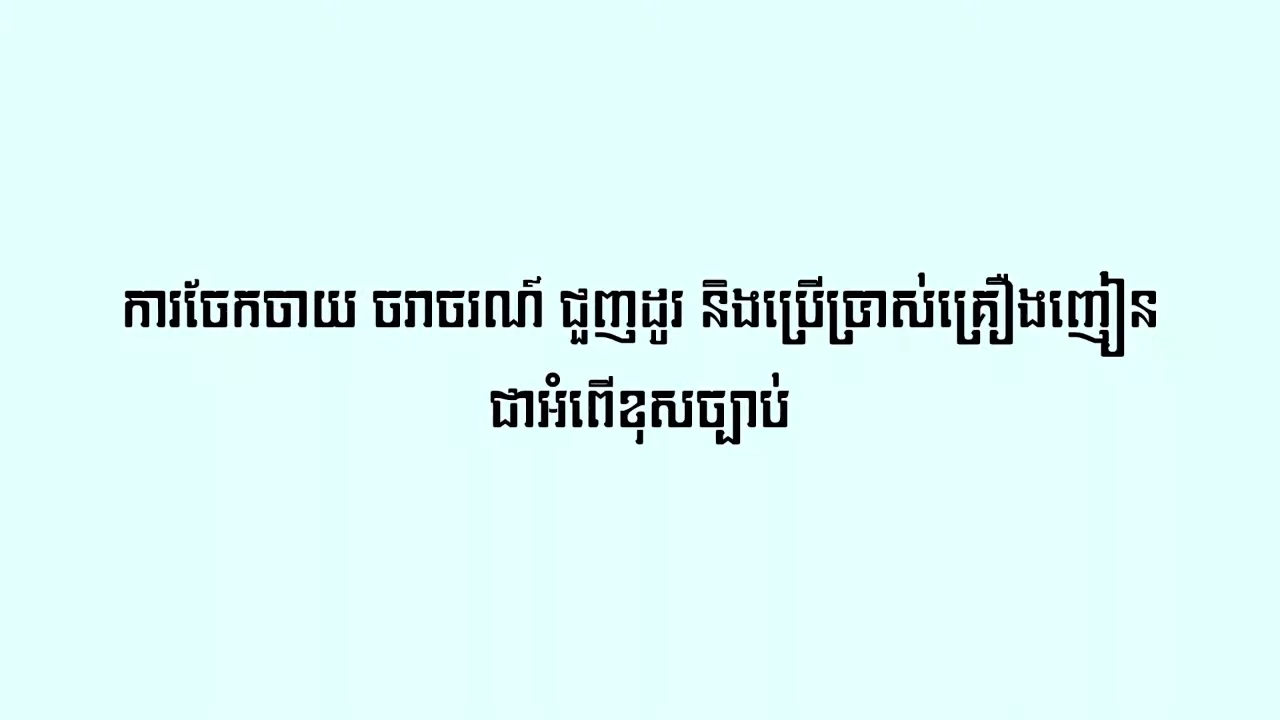 ការចែកចាយ ចរាចរណ៍ ជួញដូរ និងប្រើប្រាស់គ្រឿងញៀន
ជាអំពើខុសច្បាប់